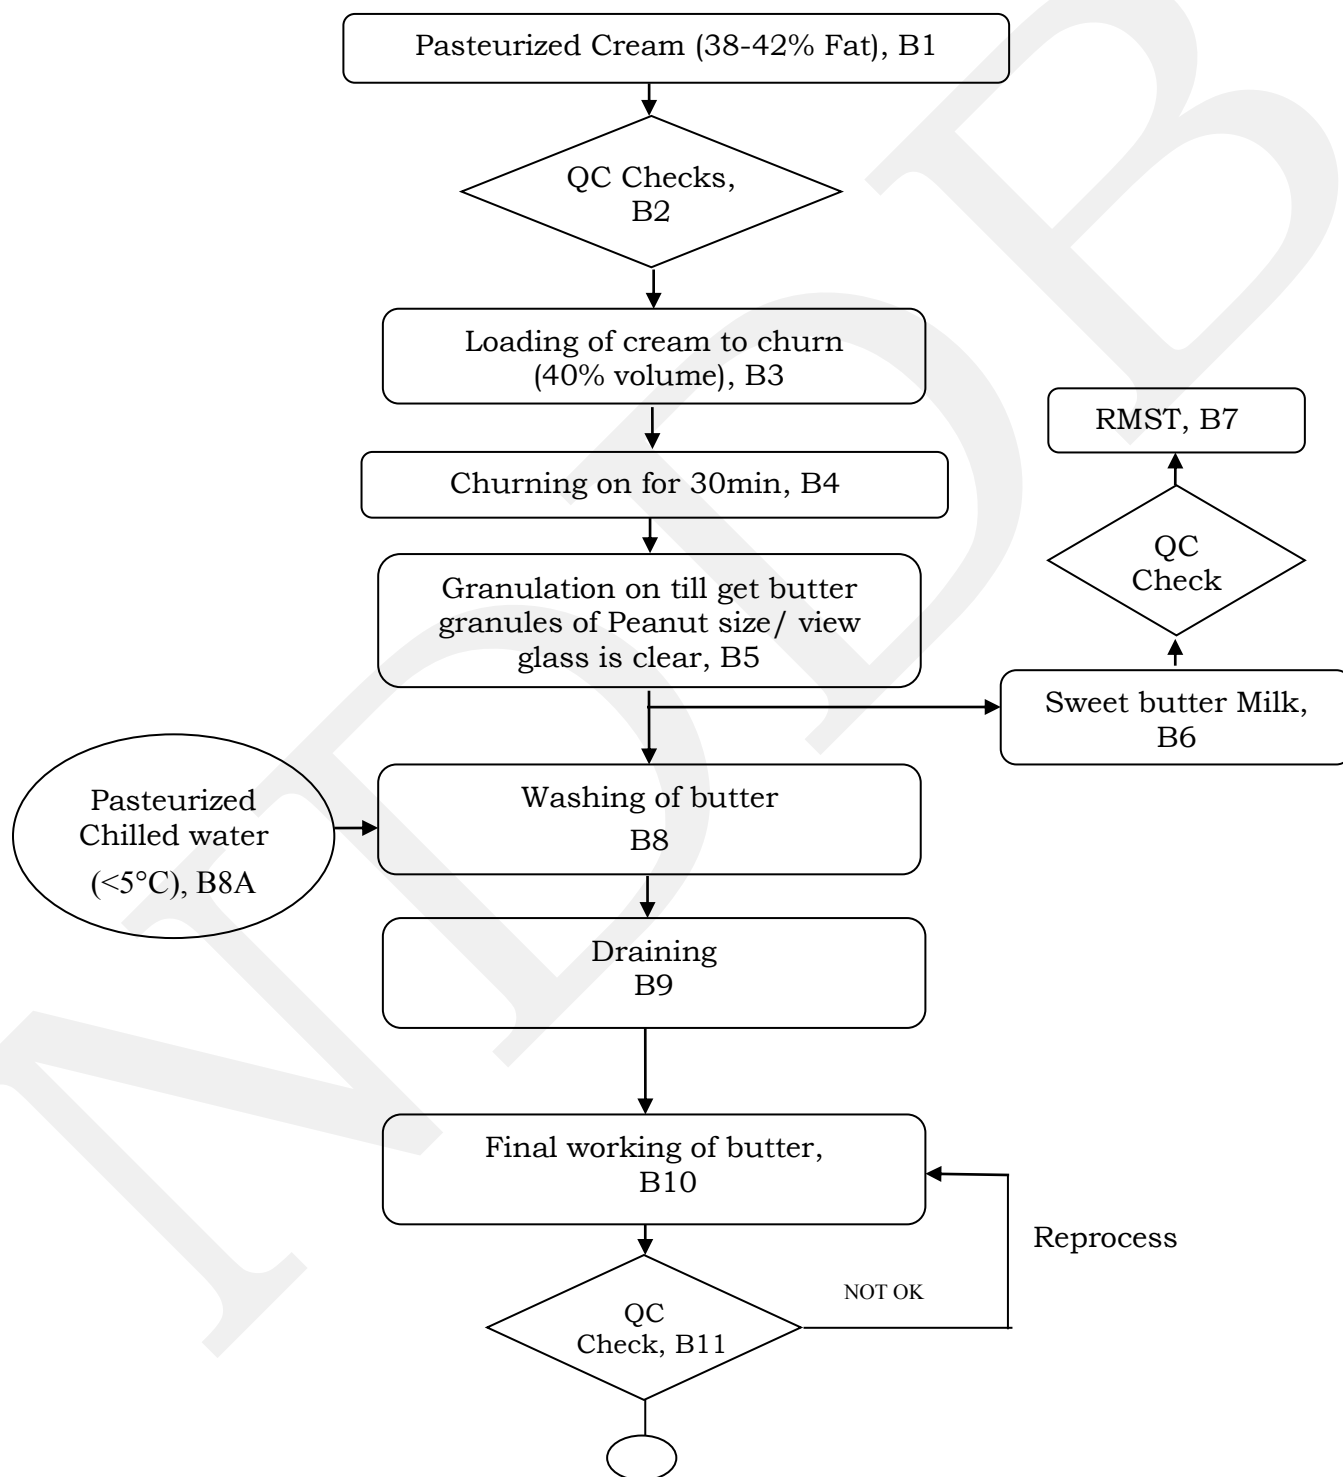 Pasteurized Cream (38-42% Fat), B1
QC Checks,
B2
Loading of cream to churn
(40% volume), B3
RMST, B7
Churning on for 30min, B4
QC
Check
Granulation on till get butter
granules of Peanut size/ view
glass is clear, B5
Sweet butter Milk,
B6
Pasteurized
Chilled water
(<5°C), B8A
Washing of butter
B8
Draining
B9
Final working of butter,
B10
Reprocess
NOT OK
QC
Check, B11
NDDB